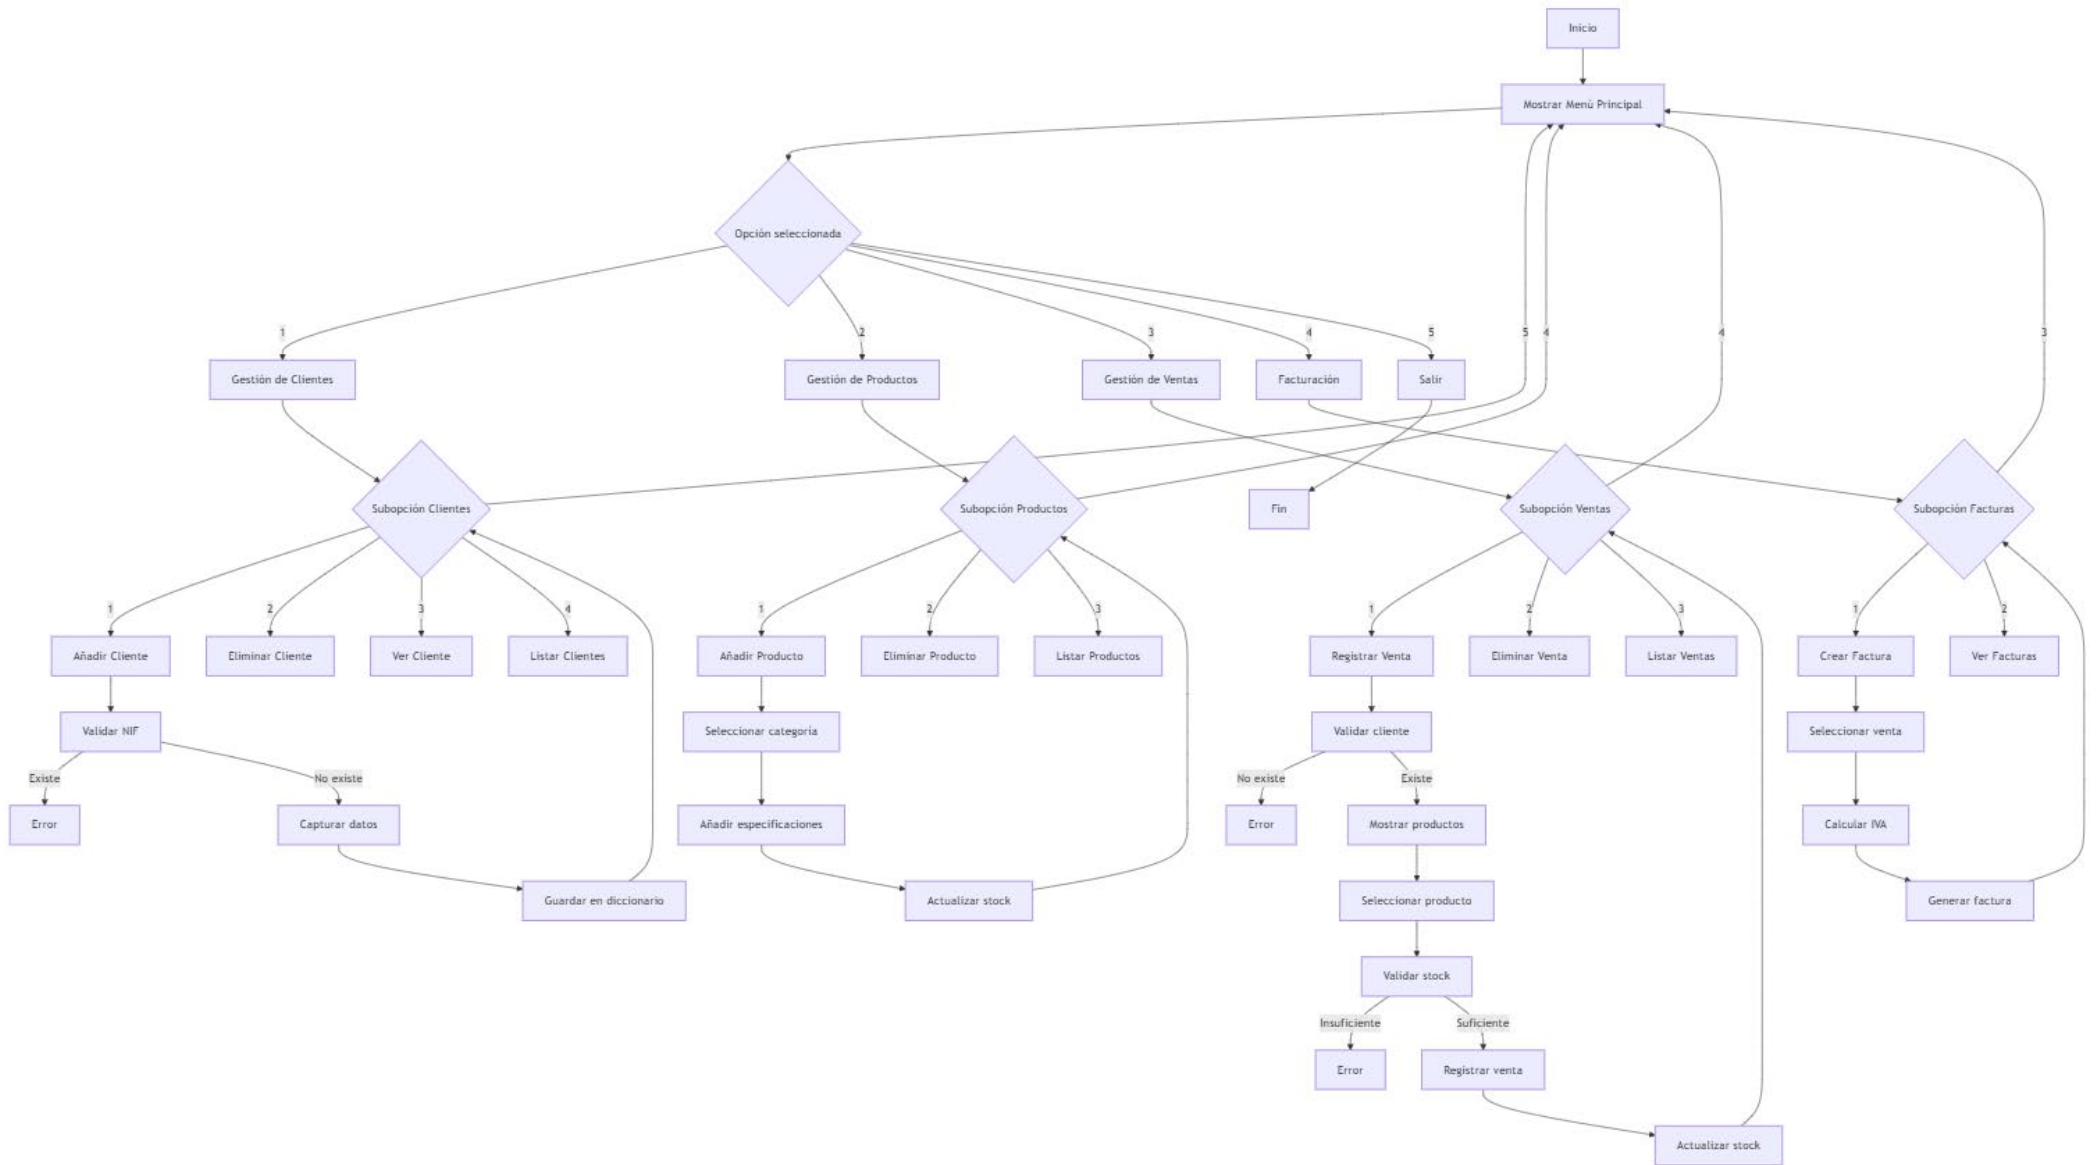 Inicio
Mostrar Menú Principal
Opción seleccionada
1
2
3
4
5
5
4
4
3
Gestión de Clientes
Gestión de Productos
Gestión de Ventas
Facturación
Salir
Subopción Clientes
Subopción Productos
Fin
Subopción Ventas
Subopción Facturas
1
2
3
4
1
2
3
1
2
3
1
2
Añadir Cliente
Eliminar Cliente
Ver Cliente
Listar Clientes
Añadir Producto
Eliminar Producto
Listar Productos
Registrar Venta
Eliminar Venta
Listar Ventas
Crear Factura
Ver Facturas
Validar NIF
Seleccionar categoría
Validar cliente
Seleccionar venta
Existe
No existe
No existe
Existe
Error
Capturar datos
Añadir especificaciones
Error
Mostrar productos
Calcular IVA
Guardar en diccionario
Actualizar stock
Seleccionar producto
Generar factura
Validar stock
Insuficiente
Suficiente
Error
Registrar venta
Actualizar stock